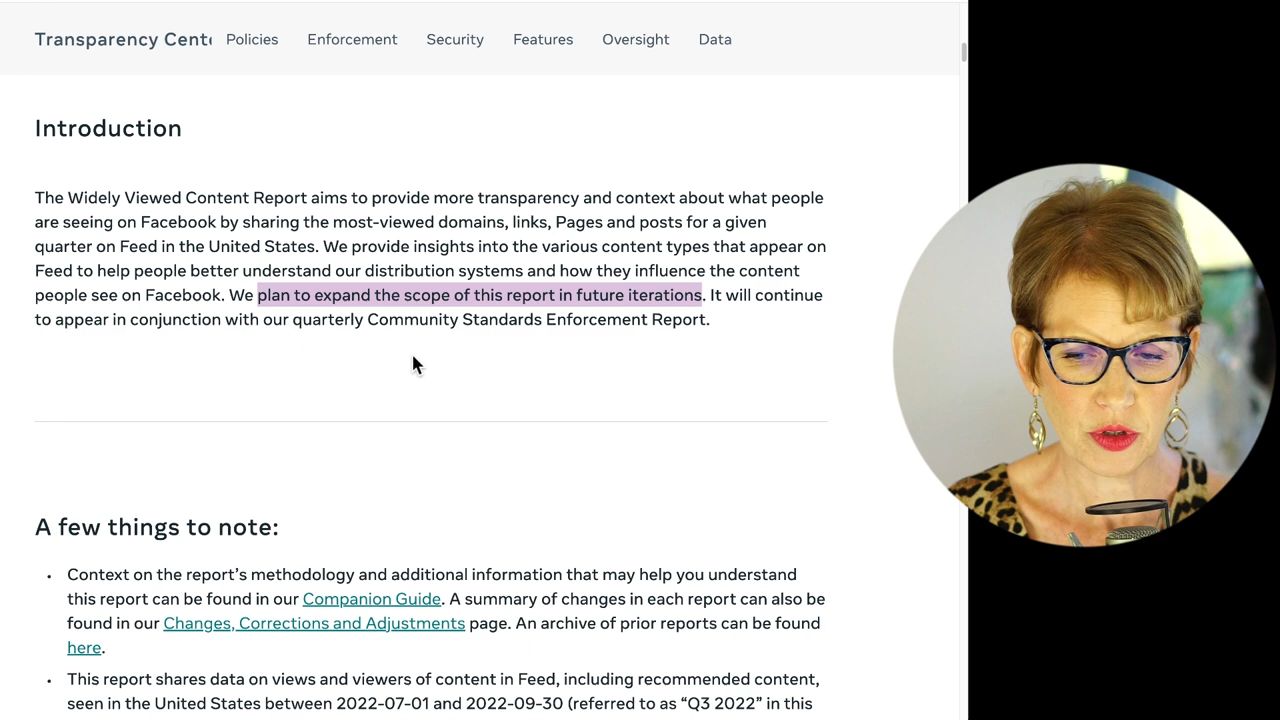 Transparency Cent
Policies
Enforcement
Security
Features
Oversight
Data
Introduction
The Widely Viewed Content Report aims to provide more transparency and context about what people
are seeing on Facebook by sharing the most-viewed domains, links, Pages and posts for a given
quarter on Feed in the United States. We provide insights into the various content types that appear on
Feed to help people better understand our distribution systems and how they influence the content
people see on Facebook. We plan to expand the scope of this report in future iterations. It will continue
to appear in conjunction with our quarterly Community Standards Enforcement Report.
A few things to note:
• Context on the report’s methodology and additional information that may help you understand
this report can be found in our Companion Guide. A summary of changes in each report can also be
found in our Changes, Corrections and Adjustments page. An archive of prior reports can be found
here.
• This report shares data on views and viewers of content in Feed, including recommended content,
seen in the United States between 2022-07-01 and 2022-09-30 (referred to as “Q3 2022” in this